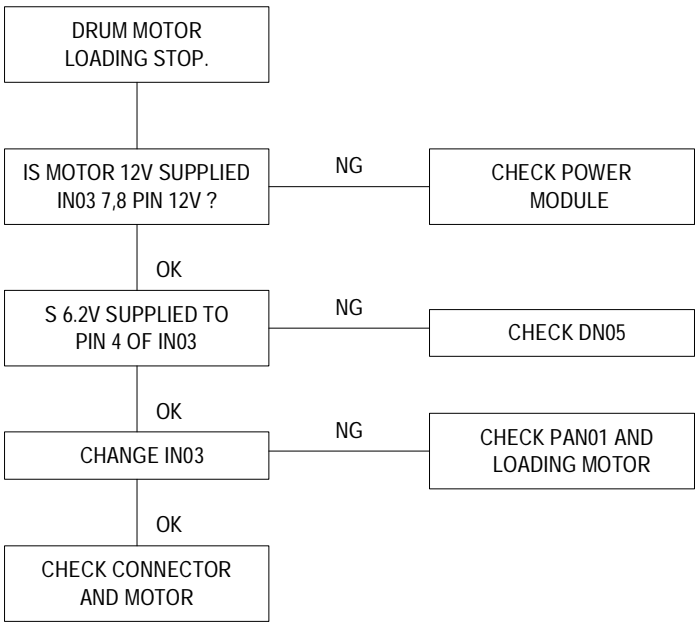 DRUM MOTOR
LOADING STOP.
IS MOTOR 12V SUPPLIED
IN03 7,8 PIN 12V ?
NG
CHECK POWER
MODULE
OK
S 6.2V SUPPLIED TO
PIN 4 OF IN03
NG
CHECK DN05
OK
CHANGE IN03
NG
CHECK PAN01 AND
LOADING MOTOR
OK
CHECK CONNECTOR
AND MOTOR